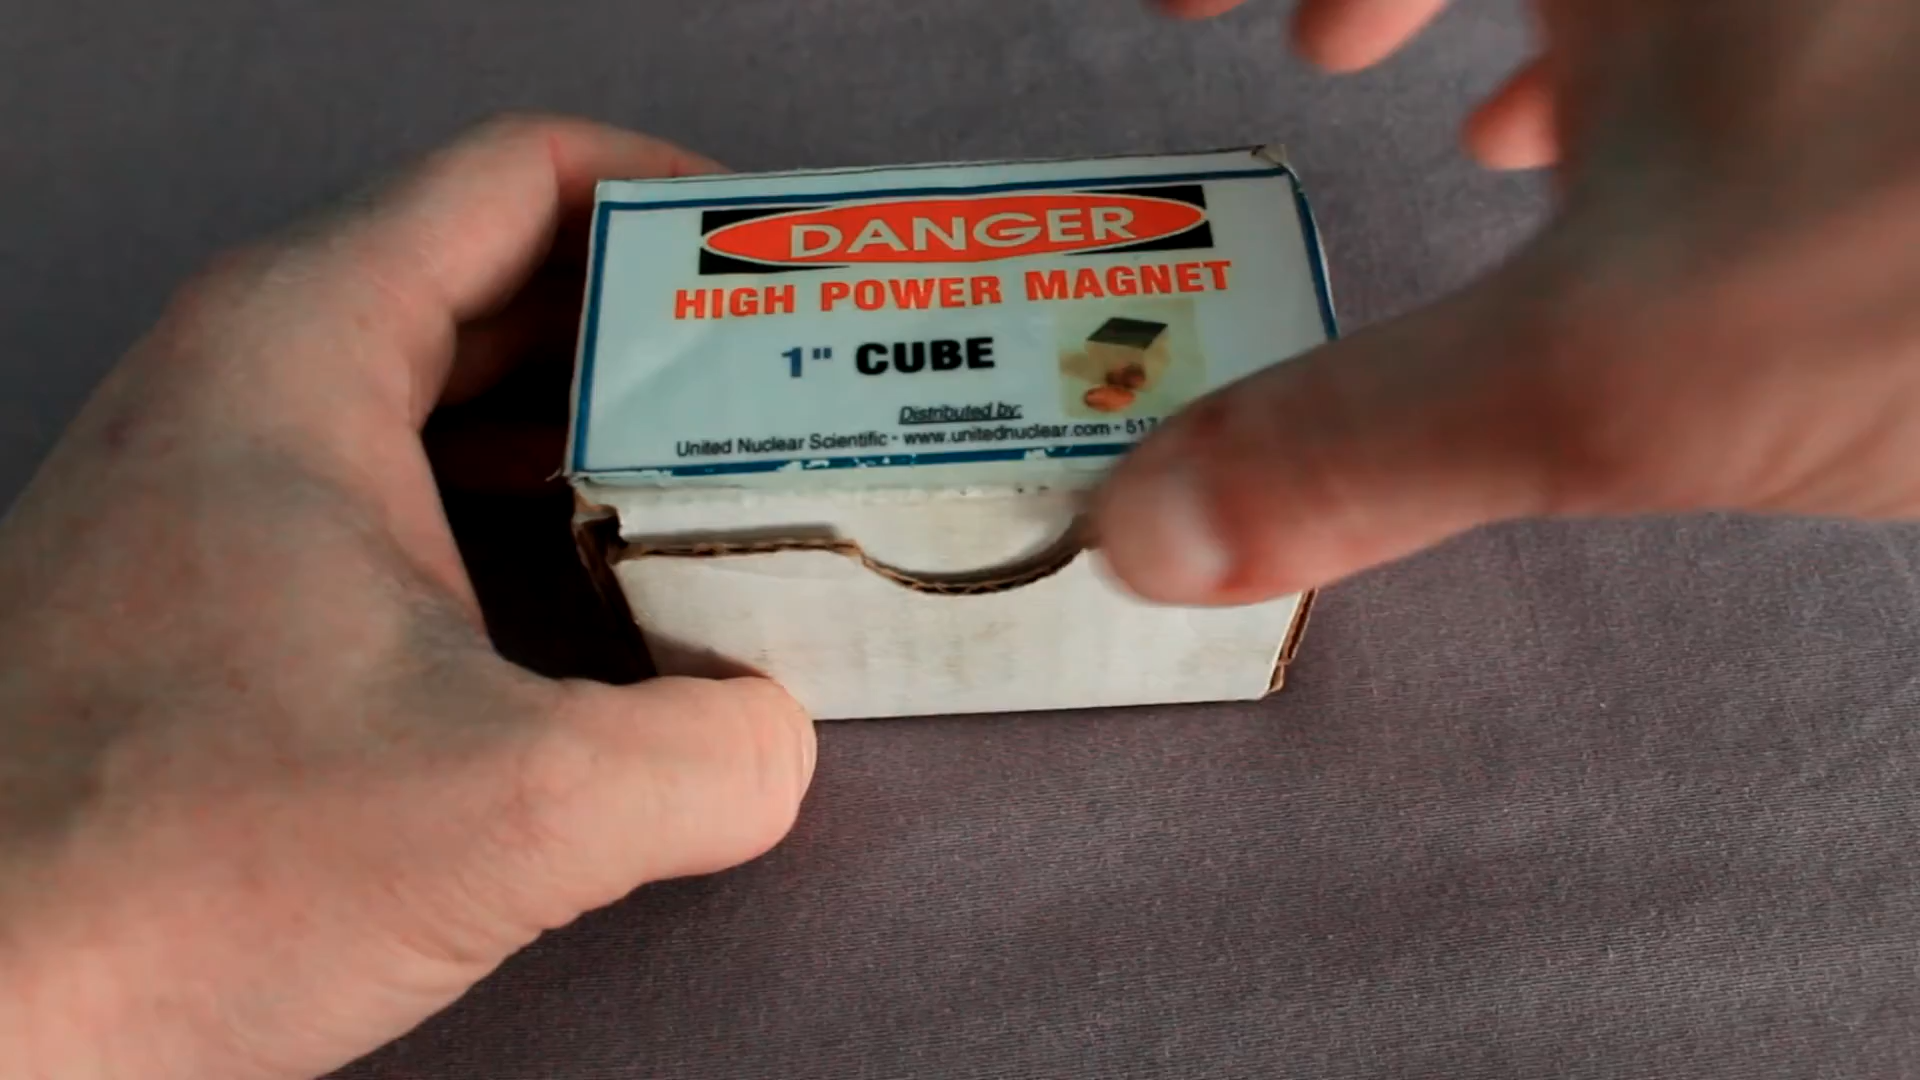 DANGER
HIGH POWER MAGNET
1" CUBE
Distributed by:
United Nuclear Scientific - www.unitednuclear.com - 517